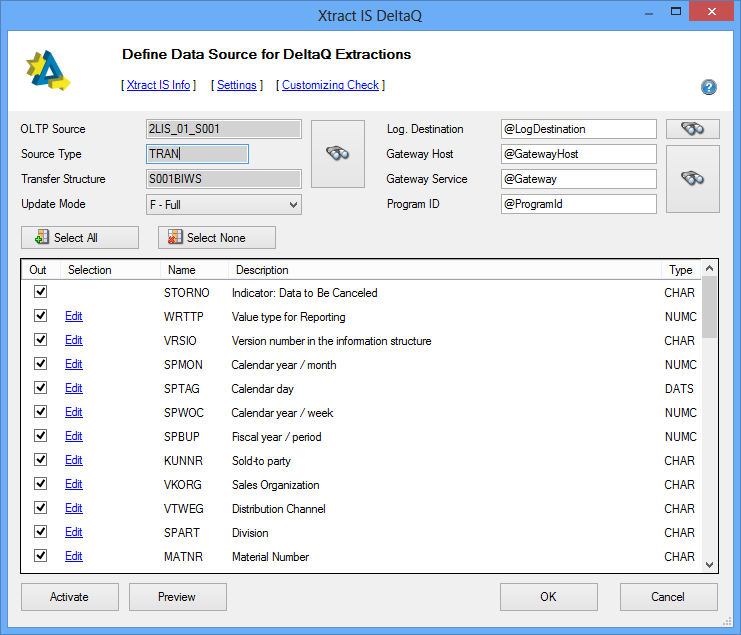 Xtract IS DeltaQ
Define Data Source for DeltaQ Extractions
[ Xtract IS Info ] [ Settings ] [ Customizing Check ]
OLTP Source 2LIS_01_S001 Log. Destination @LogDestination
Source Type TRAN Gateway Host @GatewayHost
Transfer Structure S001BIWS Gateway Service @Gateway
Update Mode F - Full Program ID @ProgramId
Select All Select None
Out Selection Name Description Type
STORNO Indicator: Data to Be Canceled CHAR
Edit WRTTP Value type for Reporting NUMC
Edit VRSIO Version number in the information structure CHAR
Edit SPMON Calendar year / month NUMC
Edit SPTAG Calendar day DATS
Edit SPWOC Calendar year / week NUMC
Edit SPBUP Fiscal year / period NUMC
Edit KUNNR Sold-to party CHAR
Edit VKORG Sales Organization CHAR
Edit VTWEG Distribution Channel CHAR
Edit SPART Division CHAR
Edit MATNR Material Number CHAR
Activate Preview OK Cancel